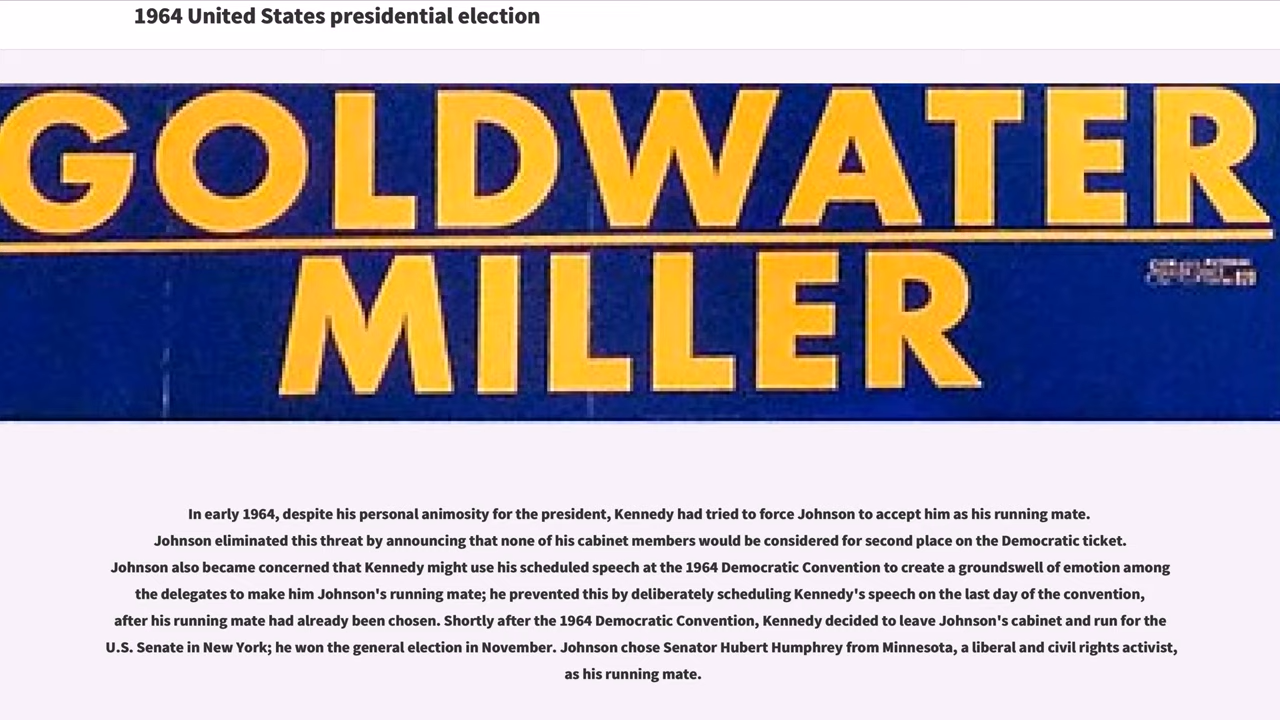 1964 United States presidential election
GOLDWATER
MILLER
In early 1964, despite his personal animosity for the president, Kennedy had tried to force Johnson to accept him as his running mate.
Johnson eliminated this threat by announcing that none of his cabinet members would be considered for second place on the Democratic ticket.
Johnson also became concerned that Kennedy might use his scheduled speech at the 1964 Democratic Convention to create a groundswell of emotion among
the delegates to make him Johnson's running mate; he prevented this by deliberately scheduling Kennedy's speech on the last day of the convention,
after his running mate had already been chosen. Shortly after the 1964 Democratic Convention, Kennedy decided to leave Johnson's cabinet and run for the
U.S. Senate in New York; he won the general election in November. Johnson chose Senator Hubert Humphrey from Minnesota, a liberal and civil rights activist,
as his running mate.